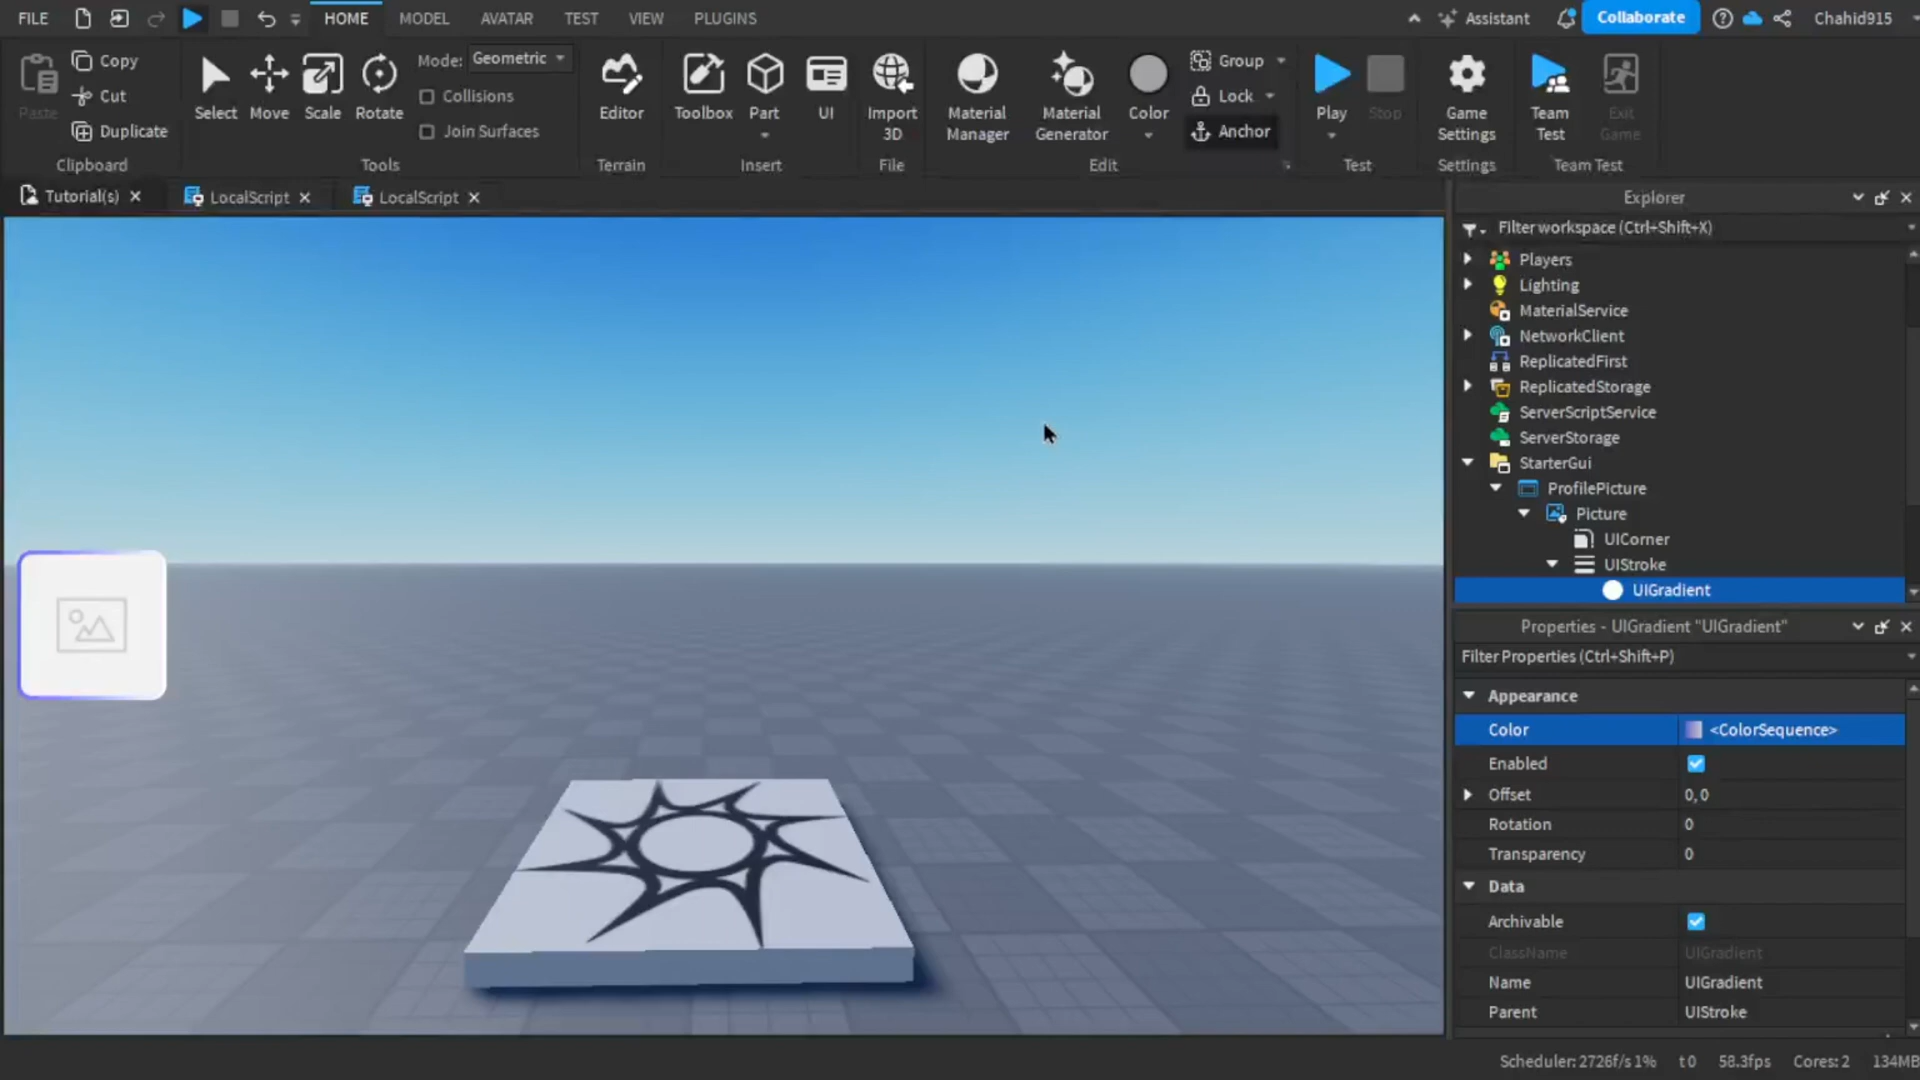 FILE HOME MODEL AVATAR TEST VIEW PLUGINS Assistant Collaborate Chahid915
Paste Copy Cut Duplicate
Clipboard
Select Move Scale Rotate
Mode: Geometric
Collisions
Join Surfaces
Tools
Editor
Terrain
Toolbox Part UI
Insert
Import 3D
File
Material Manager
Material Generator
Color
Group
Lock
Anchor
Edit
Play Stop
Test
Game Settings
Settings
Team Test
Exit Game
Team Test
Tutorial(s) LocalScript LocalScript
Explorer
Filter workspace (Ctrl+Shift+X)
Players
Lighting
MaterialService
NetworkClient
ReplicatedFirst
ReplicatedStorage
ServerScriptService
ServerStorage
StarterGui
ProfilePicture
Picture
UICorner
UIStroke
UIGradient
Properties - UIGradient "UIGradient"
Filter Properties (Ctrl+Shift+P)
Appearance
Color <ColorSequence>
Enabled
Offset 0, 0
Rotation 0
Transparency 0
Data
Archivable
ClassName UIGradient
Name UIGradient
Parent UIStroke
Scheduler: 2726f/s 1% t 0 58.3fps Cores: 2 134MB